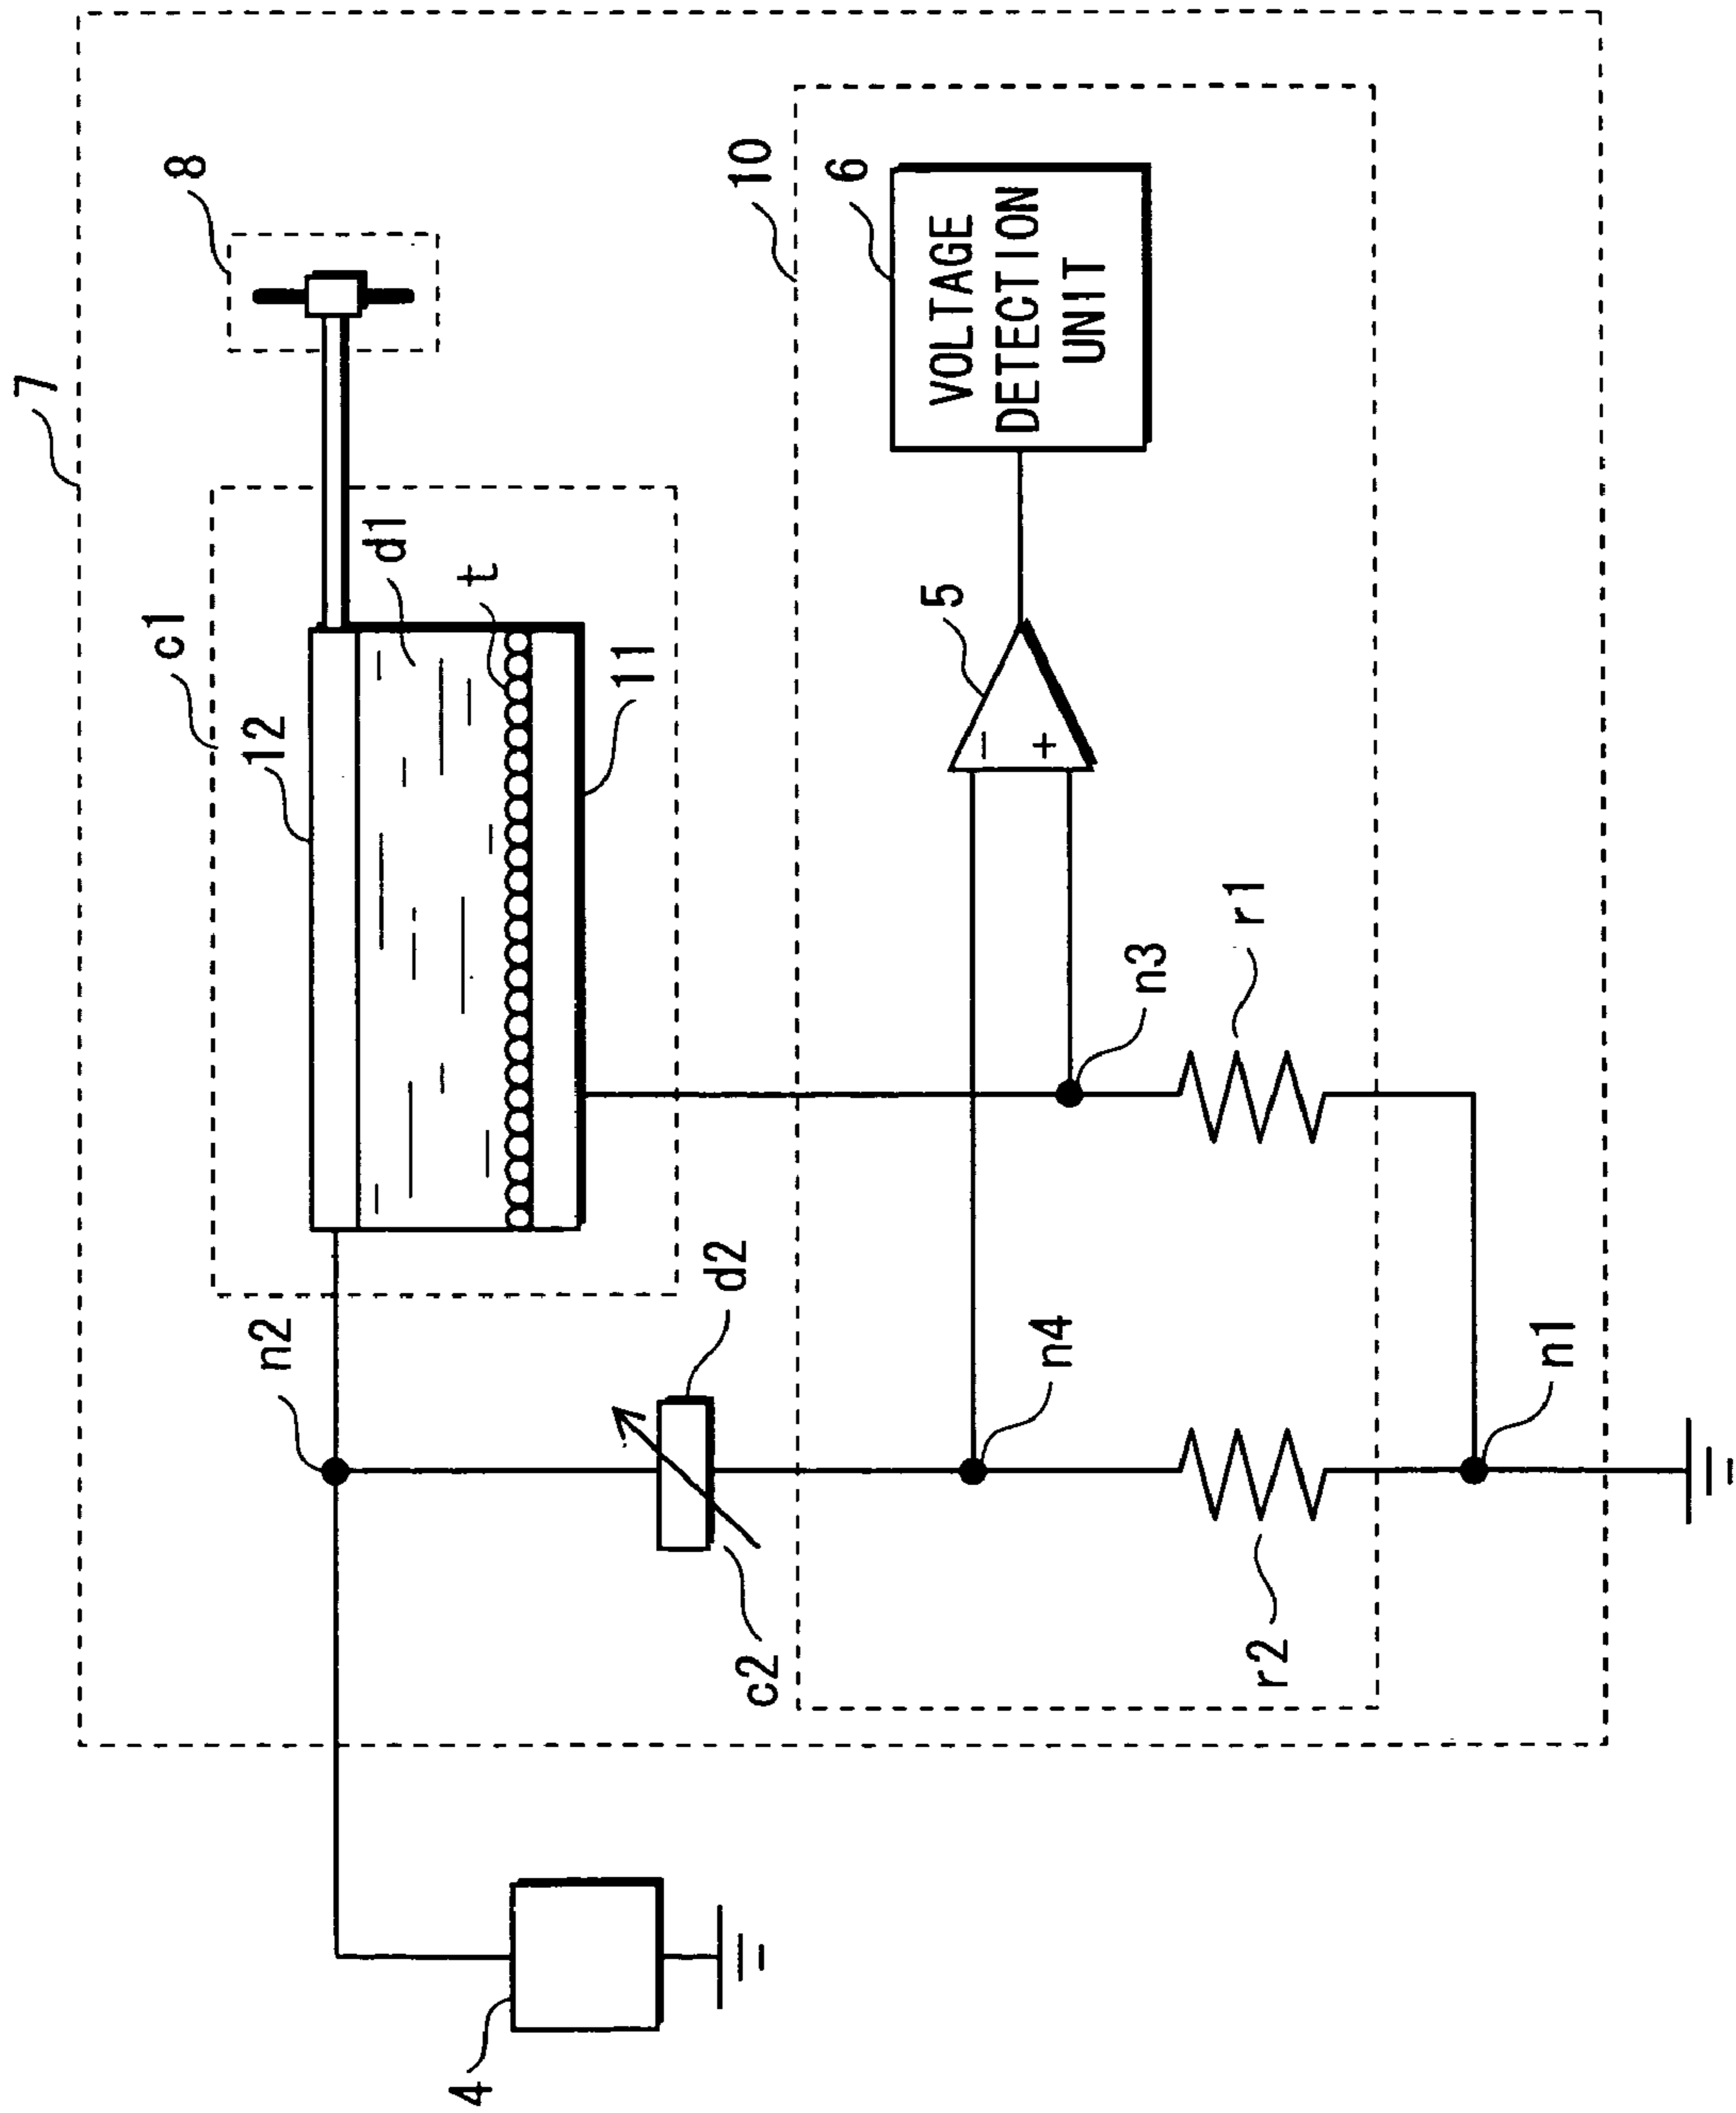 7
8
c1
12
d1
t
11
n2
d2
c2
4
10
6
VOLTAGE
DETECTION
UNIT
5
−
+
n3
n4
r1
r2
n1